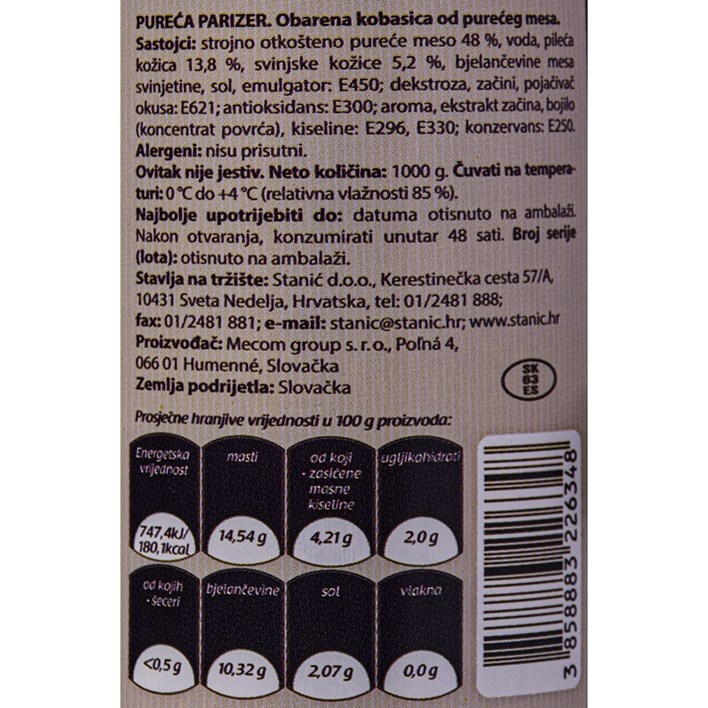 PUREĆA PARIZER. Obarena kobasica od purećeg mesa.
Sastojci: strojno otkošteno pureće meso 48 %, voda, pileća
kožica 13,8 %, svinjske kožice 5,2 %, bjelančevine mesa
svinjetine, sol, emulgator: E450; dekstroza, začini, pojačivač
okusa: E621; antioksidans: E300; aroma, ekstrakt začina, bojilo
(koncentrat povrća), kiseline: E296, E330; konzervans: E250.
Alergeni: nisu prisutni.
Ovitak nije jestiv. Neto količina: 1000 g. Čuvati na tempera-
turi: 0 °C do +4 °C (relativna vlažnosti 85 %).
Najbolje upotrijebiti do: datuma otisnuto na ambalaži.
Nakon otvaranja, konzumirati unutar 48 sati. Broj serije
(lota): otisnuto na ambalaži.
Stavlja na tržište: Stanić d.o.o., Kerestinečka cesta 57/A,
10431 Sveta Nedelja, Hrvatska, tel: 01/2481 888;
fax: 01/2481 881; e-mail: stanic@stanic.hr; www.stanic.hr
Proizvođač: Mecom group s. r. o., Poľná 4,
066 01 Humenné, Slovačka
Zemlja podrijetla: Slovačka
SK
63
ES
Prosječne hranjive vrijednosti u 100 g proizvoda:
Energetska
vrijednost
747,4kJ/
180,1kcal
masti
14,54 g
od koji
- zasićene
masne
kiseline
4,21 g
ugljikohidrati
2,0 g
od kojih
- šećeri
<0,5 g
bjelančevine
10,32 g
sol
2,07 g
vlakna
0,0 g
3 858883 226348